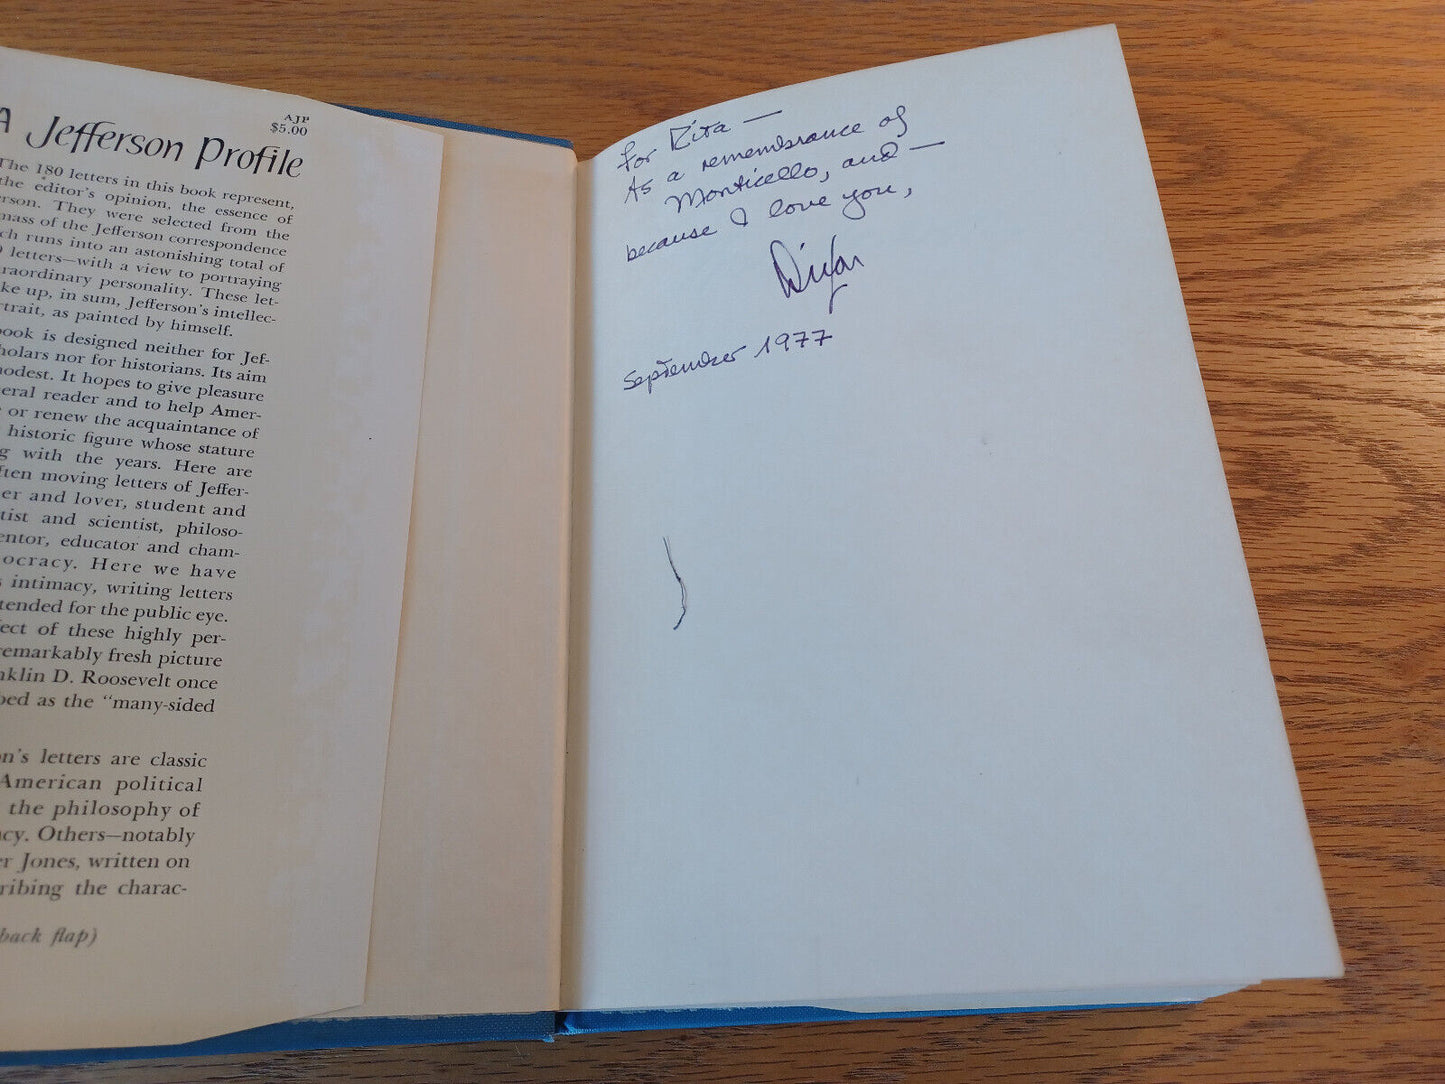 A Jefferson Profile
AJP
$5.00
The 180 letters in this book represent,
the editor's opinion, the essence of
erson. They were selected from the
mass of the Jefferson correspondence
ch runs into an astonishing total of
0 letters—with a view to portraying
raordinary personality. These let-
ke up, in sum, Jefferson's intellec-
rtrait, as painted by himself.
book is designed neither for Jef-
holars nor for historians. Its aim
modest. It hopes to give pleasure
eral reader and to help Amer-
e or renew the acquaintance of
historic figure whose stature
g with the years. Here are
ften moving letters of Jeffer-
er and lover, student and
tist and scientist, philoso-
entor, educator and cham-
ocracy. Here we have
s intimacy, writing letters
tended for the public eye.
ect of these highly per-
remarkably fresh picture
nklin D. Roosevelt once
bed as the "many-sided
on's letters are classic
American political
the philosophy of
cy. Others—notably
er Jones, written on
ribing the charac-
back flap)
for Rita —
As a remembrance of
Monticello, and —
because I love you,
September 1977